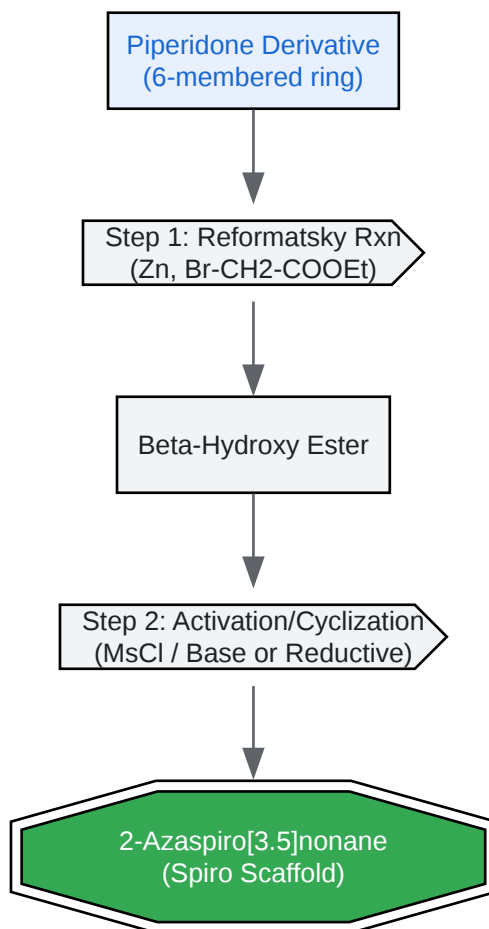 Piperidone Derivative
(6-membered ring)
Step 1: Reformatsky Rxn
(Zn, Br-CH2-COOEt)
Beta-Hydroxy Ester
Step 2: Activation/Cyclization
(MsCl / Base or Reductive)
2-Azaspiro[3.5]nonane
(Spiro Scaffold)